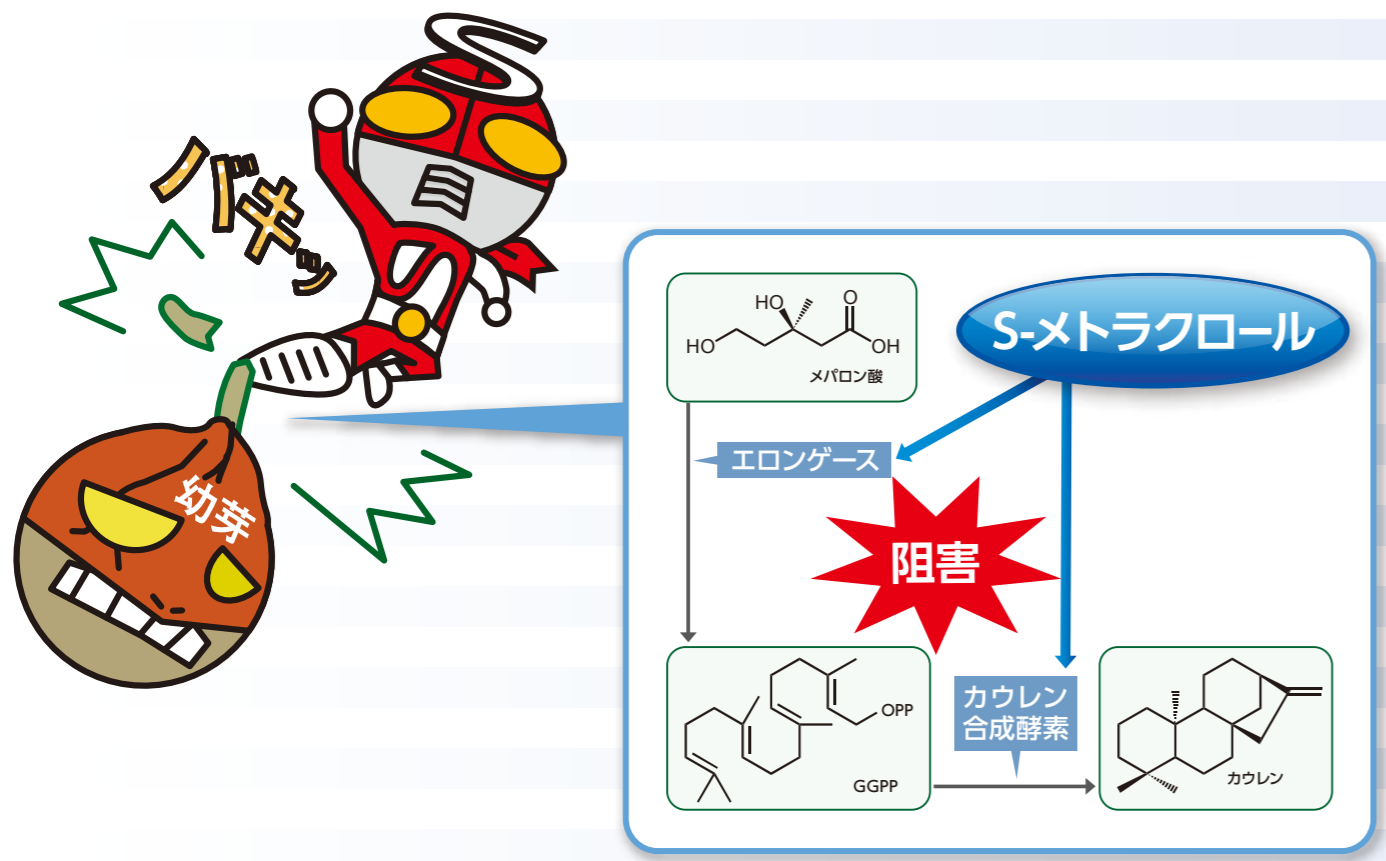 S
バキッ
幼芽
HO
HO
O
OH
メパロン酸
S-メトラクロール
エロンゲース
阻害
OPP
GGPP
カウレン
合成酵素
カウレン